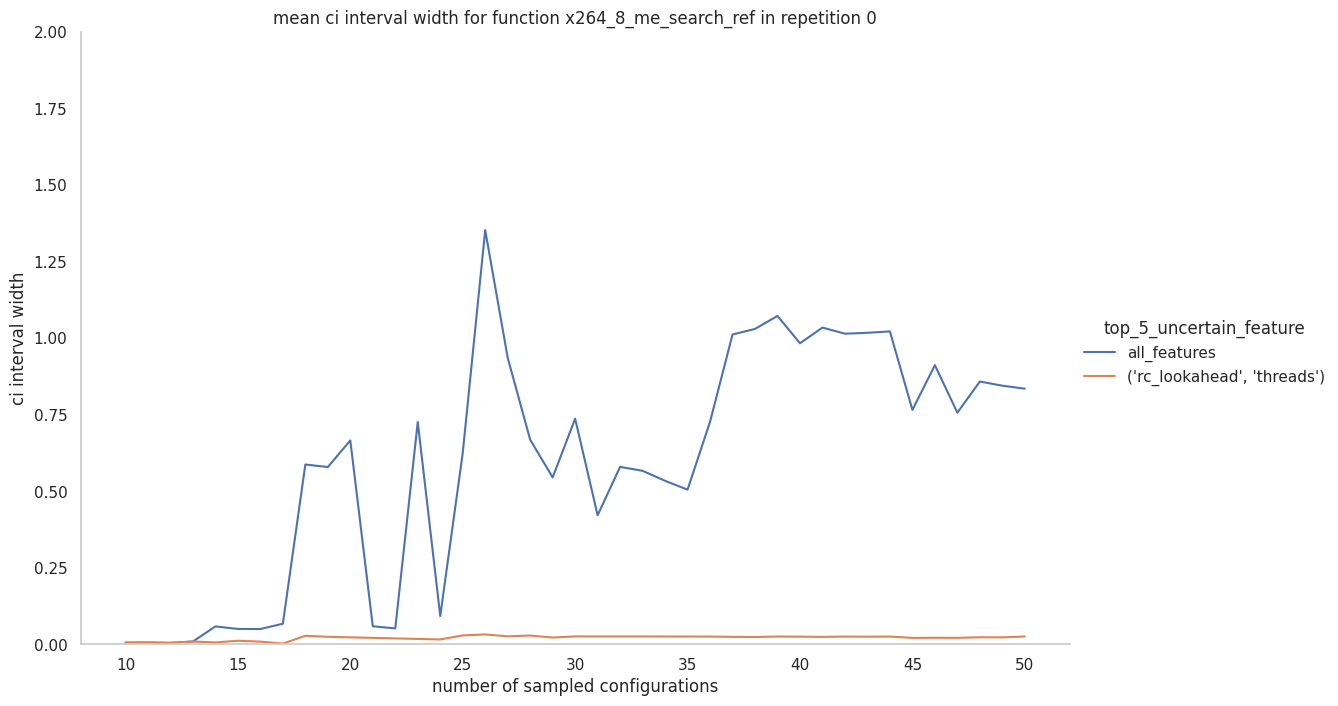 mean ci interval width for function x264_8_me_search_ref in repetition 0
2.00
1.75
1.50
1.25
1.00
0.75
0.50
0.25
0.00
ci interval width
10 15 20 25 30 35 40 45 50
number of sampled configurations
top_5_uncertain_feature
all_features
('rc_lookahead', 'threads')